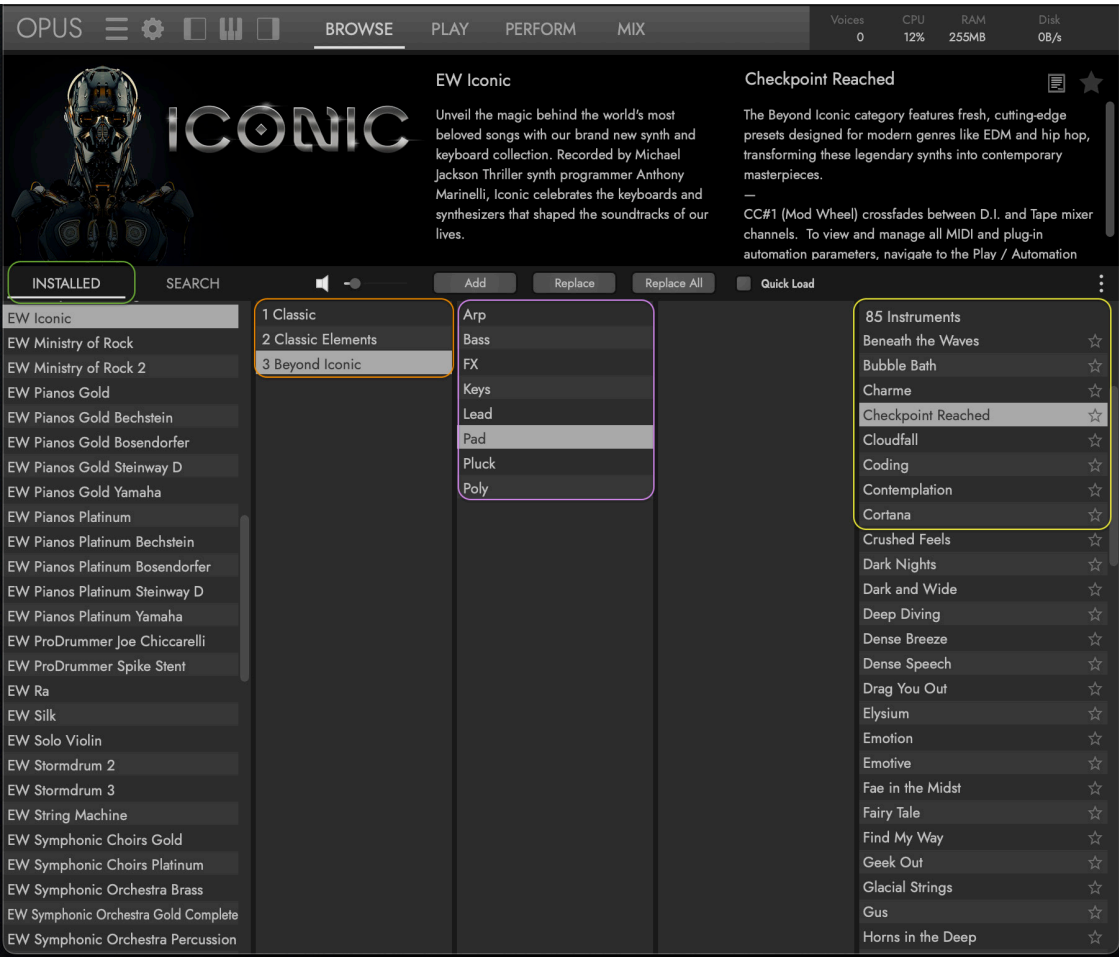 OPUS
BROWSE
PLAY
PERFORM
MIX
Voices
0
CPU
12%
RAM
255MB
Disk
0B/s
ICONIC
EW Iconic
Unveil the magic behind the world's most
beloved songs with our brand new synth and
keyboard collection. Recorded by Michael
Jackson Thriller synth programmer Anthony
Marinelli, Iconic celebrates the keyboards and
synthesizers that shaped the soundtracks of our
lives.
Checkpoint Reached
The Beyond Iconic category features fresh, cutting-edge
presets designed for modern genres like EDM and hip hop,
transforming these legendary synths into contemporary
masterpieces.
—
CC#1 (Mod Wheel) crossfades between D.I. and Tape mixer
channels. To view and manage all MIDI and plug-in
automation parameters, navigate to the Play / Automation
INSTALLED
SEARCH
Add
Replace
Replace All
Quick Load
EW Iconic
EW Ministry of Rock
EW Ministry of Rock 2
EW Pianos Gold
EW Pianos Gold Bechstein
EW Pianos Gold Bosendorfer
EW Pianos Gold Steinway D
EW Pianos Gold Yamaha
EW Pianos Platinum
EW Pianos Platinum Bechstein
EW Pianos Platinum Bosendorfer
EW Pianos Platinum Steinway D
EW Pianos Platinum Yamaha
EW ProDrummer Joe Chiccarelli
EW ProDrummer Spike Stent
EW Ra
EW Silk
EW Solo Violin
EW Stormdrum 2
EW Stormdrum 3
EW String Machine
EW Symphonic Choirs Gold
EW Symphonic Choirs Platinum
EW Symphonic Orchestra Brass
EW Symphonic Orchestra Gold Complete
EW Symphonic Orchestra Percussion
1 Classic
2 Classic Elements
3 Beyond Iconic
Arp
Bass
FX
Keys
Lead
Pad
Pluck
Poly
85 Instruments
Beneath the Waves
Bubble Bath
Charme
Checkpoint Reached
Cloudfall
Coding
Contemplation
Cortana
Crushed Feels
Dark Nights
Dark and Wide
Deep Diving
Dense Breeze
Dense Speech
Drag You Out
Elysium
Emotion
Emotive
Fae in the Midst
Fairy Tale
Find My Way
Geek Out
Glacial Strings
Gus
Horns in the Deep